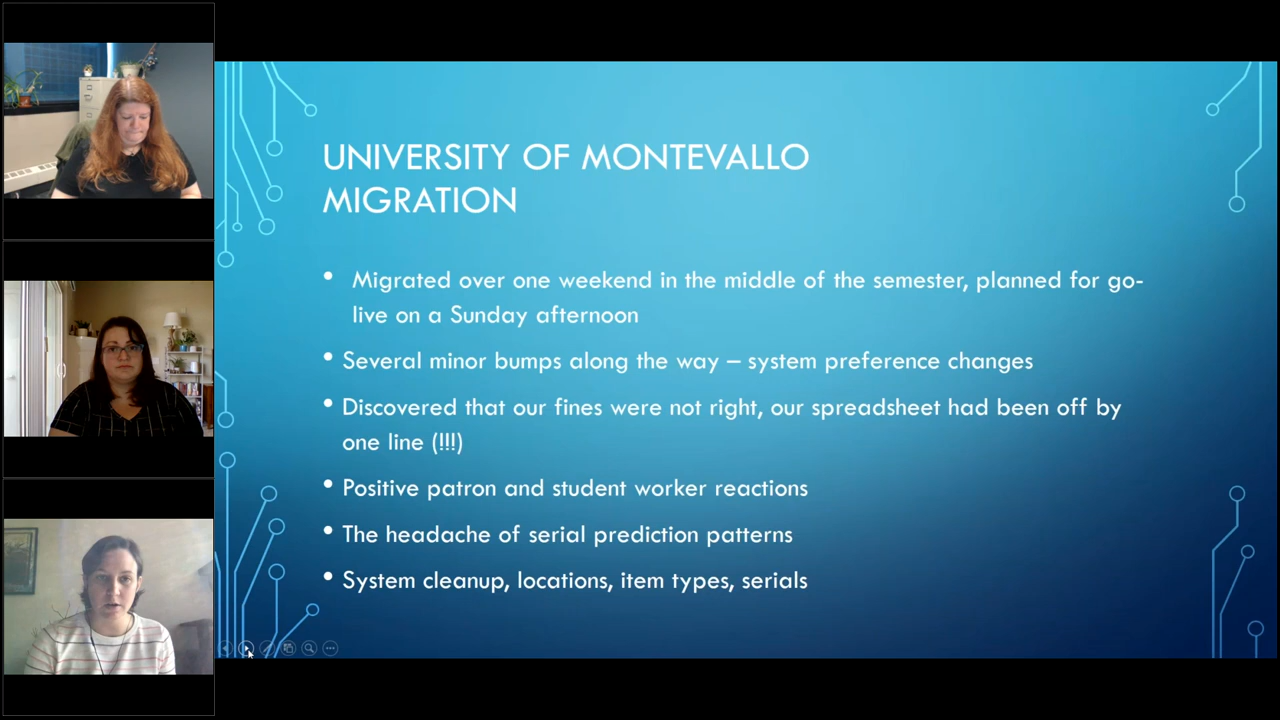 UNIVERSITY OF MONTEVALLO
MIGRATION
• Migrated over one weekend in the middle of the semester, planned for go-
live on a Sunday afternoon
• Several minor bumps along the way – system preference changes
• Discovered that our fines were not right, our spreadsheet had been off by
one line (!!!)
• Positive patron and student worker reactions
• The headache of serial prediction patterns
• System cleanup, locations, item types, serials